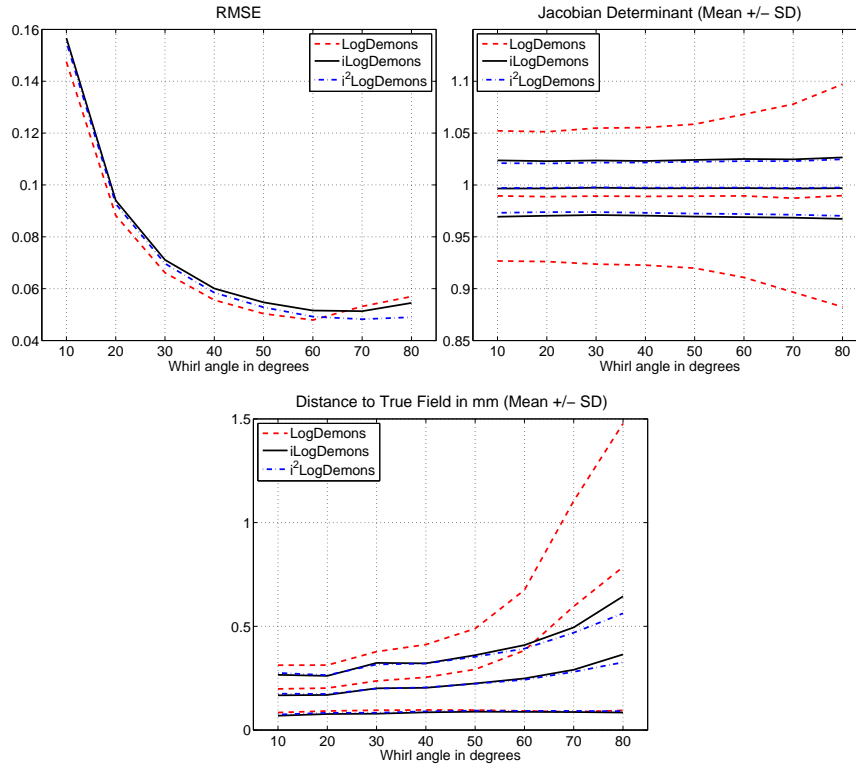 RMSE
0.16
0.14
0.12
0.1
0.08
0.06
0.04
10 20 30 40 50 60 70 80
Whirl angle in degrees
LogDemons
iLogDemons
i²LogDemons
Jacobian Determinant (Mean +/− SD)
1.1
1.05
1
0.95
0.9
0.85
10 20 30 40 50 60 70 80
Whirl angle in degrees
LogDemons
iLogDemons
i²LogDemons
Distance to True Field in mm (Mean +/− SD)
1.5
1
0.5
0
10 20 30 40 50 60 70 80
Whirl angle in degrees
LogDemons
iLogDemons
i²LogDemons